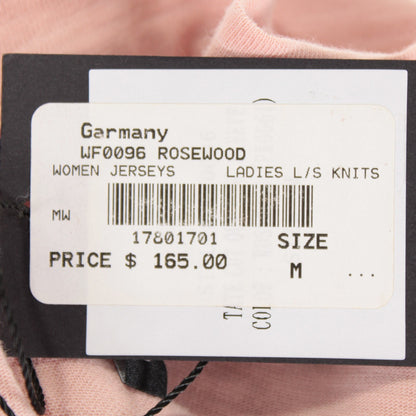 Garmany
WF0096 ROSEWOOD
WOMEN JERSEYS LADIES L/S KNITS
MW
17801701
SIZE
PRICE $ 165.00
M ...